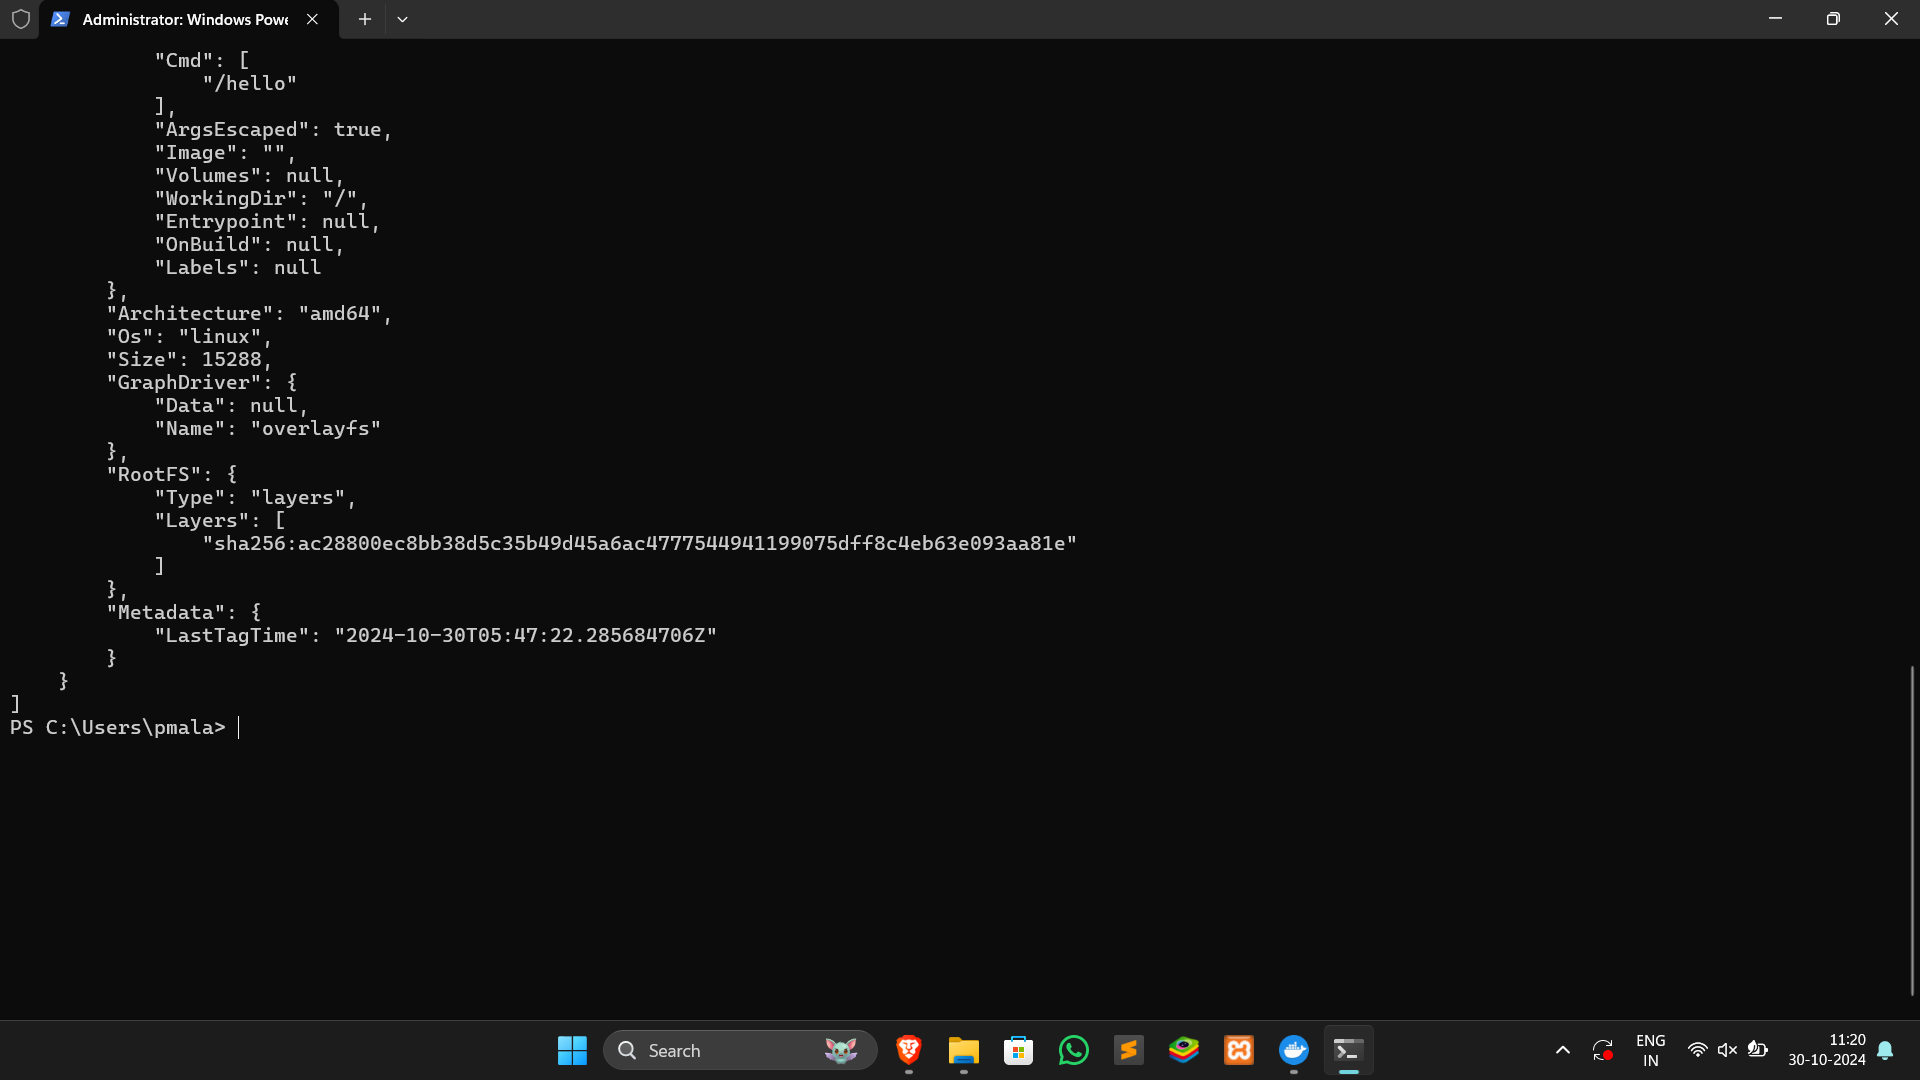 Administrator: Windows Powe
            "Cmd": [
                "/hello"
            ],
            "ArgsEscaped": true,
            "Image": "",
            "Volumes": null,
            "WorkingDir": "/",
            "Entrypoint": null,
            "OnBuild": null,
            "Labels": null
        },
        "Architecture": "amd64",
        "Os": "linux",
        "Size": 15288,
        "GraphDriver": {
            "Data": null,
            "Name": "overlayfs"
        },
        "RootFS": {
            "Type": "layers",
            "Layers": [
                "sha256:ac28800ec8bb38d5c35b49d45a6ac4777544941199075dff8c4eb63e093aa81e"
            ]
        },
        "Metadata": {
            "LastTagTime": "2024-10-30T05:47:22.285684706Z"
        }
    }
]
PS C:\Users\pmala>
Search
ENG
IN
11:20
30-10-2024